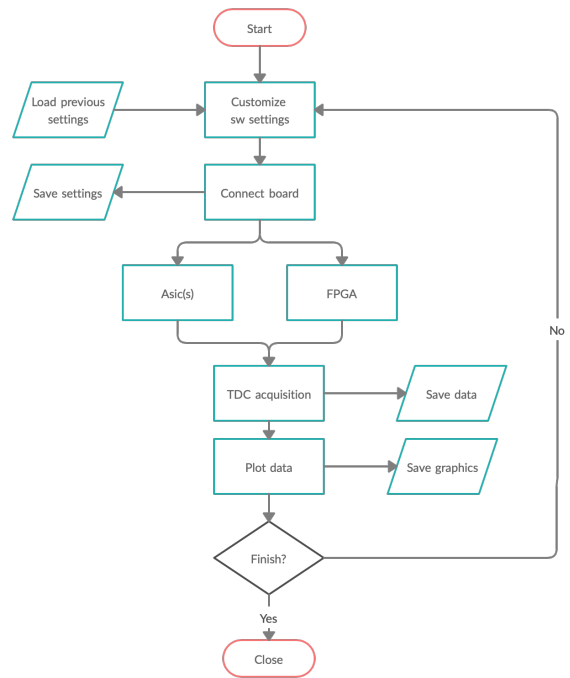 Start
Load previous
settings
Customize
sw settings
Save settings
Connect board
Asic(s)
FPGA
No
TDC acquisition
Save data
Plot data
Save graphics
Finish?
Yes
Close